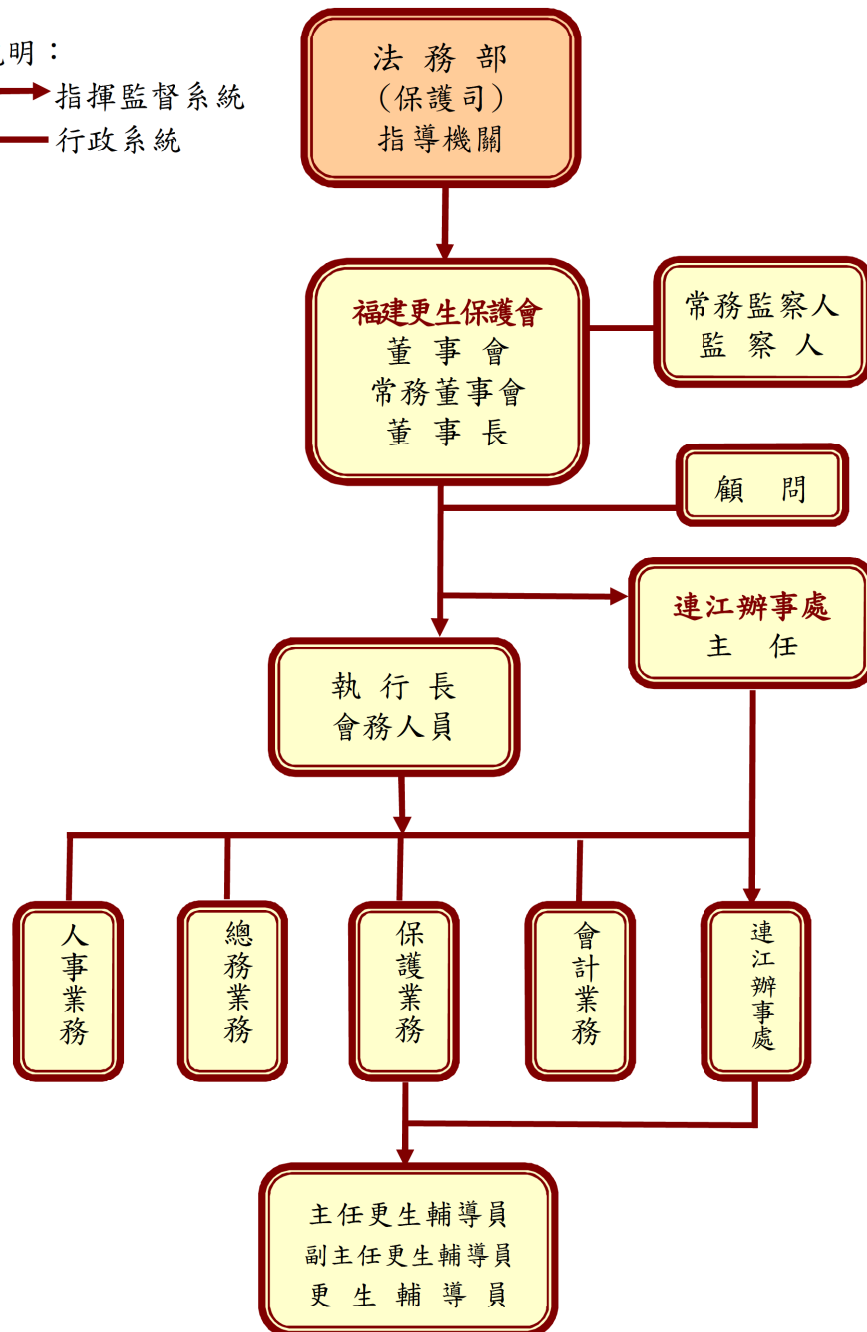 明：
指揮監督系統
行政系統
法務部
(保護司)
指導機關
福建更生保護會
董事會
常務董事會
董事長
常務監察人
監察人
顧問
連江辦事處
主任
執行長
會務人員
人事業務
總務業務
保護業務
會計業務
連江辦事處
主任更生輔導員
副主任更生輔導員
更生輔導員